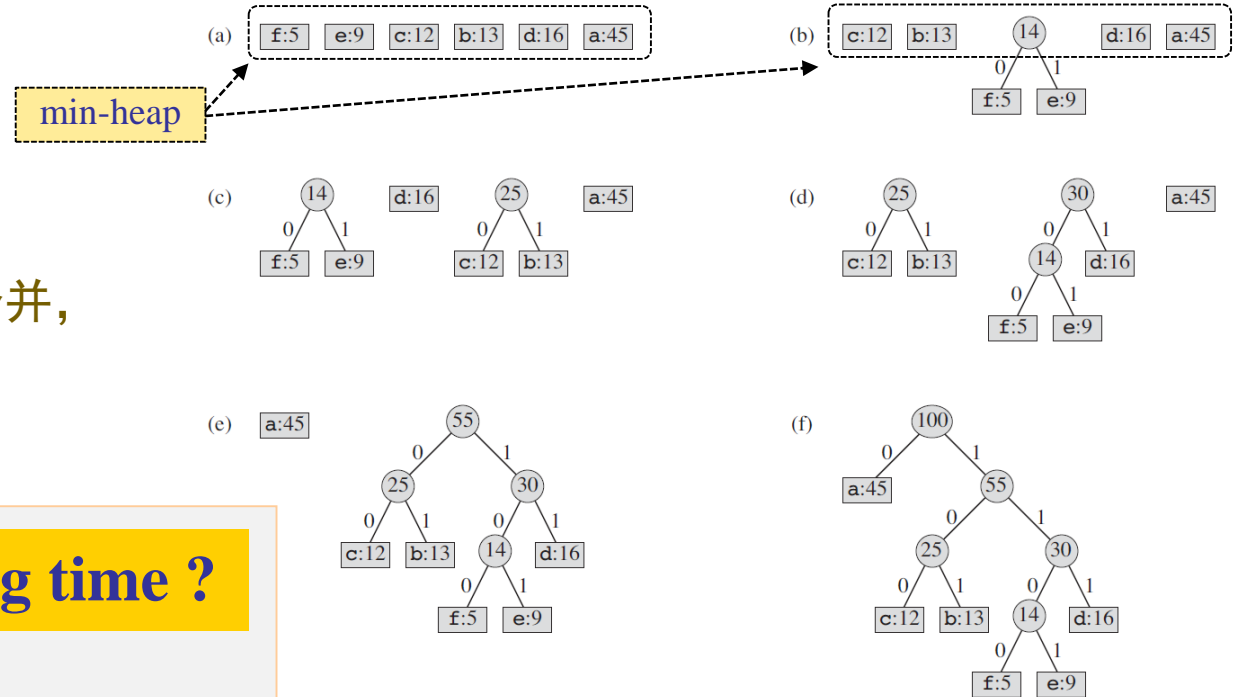 (a) f:5 e:9 c:12 b:13 d:16 a:45
(b) c:12 b:13 14 d:16 a:45
0 1
f:5 e:9
min-heap
(c) 14 d:16 25 a:45
0 1 0 1
f:5 e:9 c:12 b:13
(d) 25 30 a:45
0 1 0 1
c:12 b:13 14 d:16
0 1
f:5 e:9
并,
(e) a:45 55
0 1
25 30
0 1 0 1
c:12 b:13 14 d:16
0 1
f:5 e:9
(f) 100
0 1
a:45 55
0 1
25 30
0 1 0 1
c:12 b:13 14 d:16
0 1
f:5 e:9
g time ?